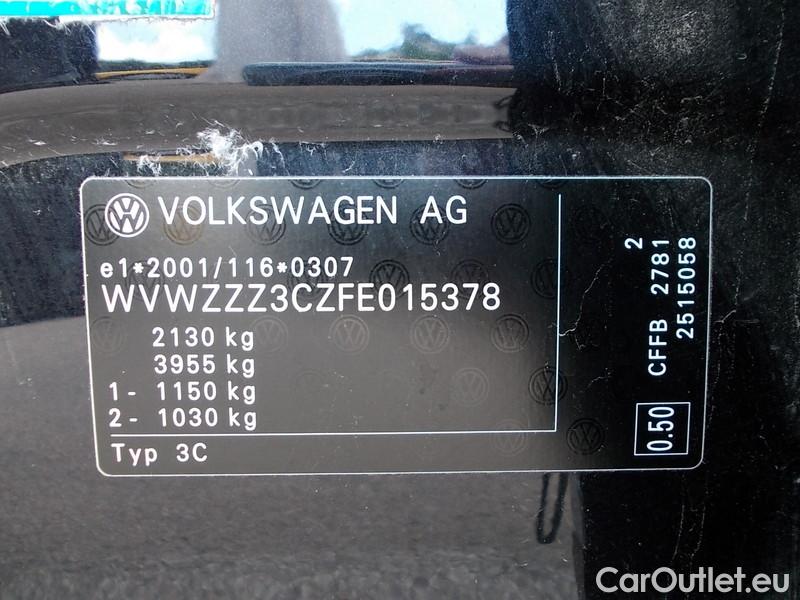 VOLKSWAGEN AG
e1*2001/116*0307
WVWZZZ3CZFE015378
2130 kg
3955 kg
1- 1150 kg
2- 1030 kg
Typ 3C
2
CFFB 2781
2515058
0.50
CarOutlet.eu